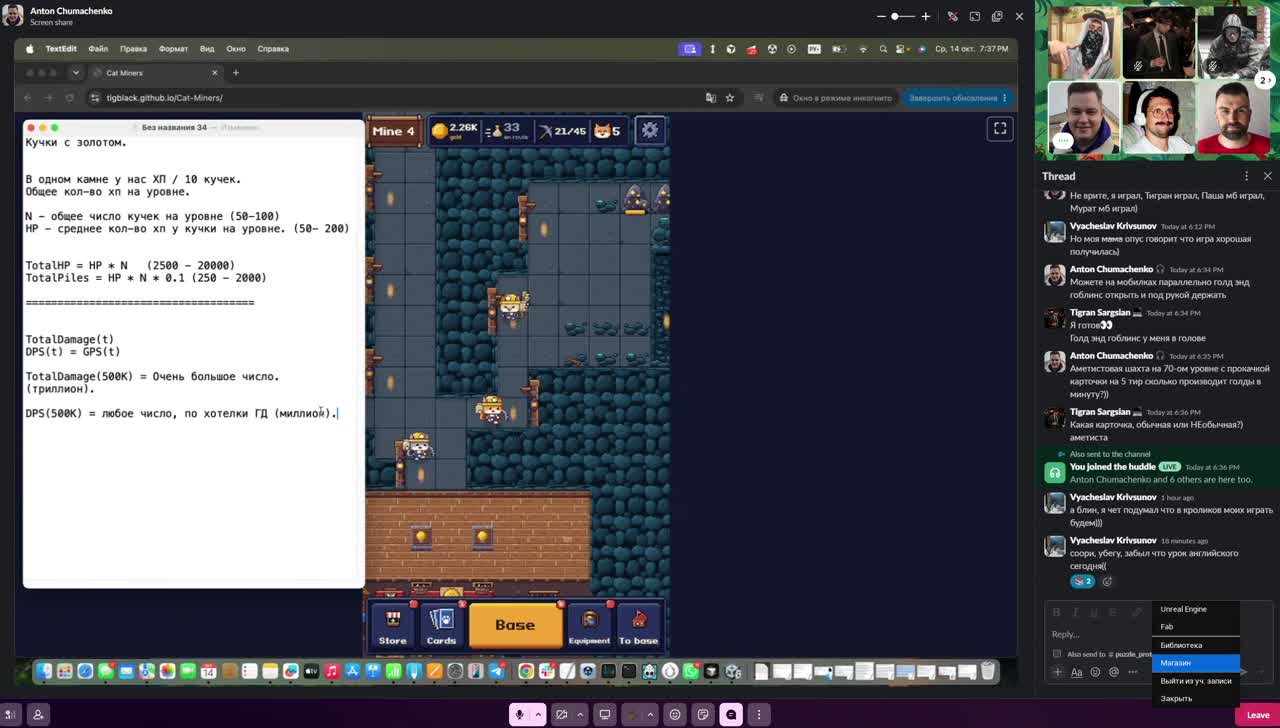 Anton Chumachenko
Screen share
TextEdit Файл Правка Формат Вид Окно Справка
Ср, 14 окт. 7:37 PM
Cat Miners
tigblack.github.io/Cat-Miners/
Окно в режиме инкогнито
Завершить обновление
Без названия 34 — Изменено
Кучки с золотом.
В одном камне у нас ХП / 10 кучек.
Общее кол-во хп на уровне.
N – общее число кучек на уровне (50-100)
HP – среднее кол-во хп у кучки на уровне. (50- 200)
TotalHP = HP * N (2500 - 20000)
TotalPiles = HP * N * 0.1 (250 - 2000)
===================================
TotalDamage(t)
DPS(t) = GPS(t)
TotalDamage(500K) = Очень большое число.
(триллион).
DPS(500K) = любое число, по хотелки ГД (миллион).
Mine 4
2.26K
gold
33
en route
21/45
5
Store
Cards
Base
Equipment
To base
2
Thread
Не врите, я играл, Тигран играл, Паша мб играл,
Мурат мб играл)
Vyacheslav Krivsunov Today at 6:12 PM
Но моя мама опус говорит что игра хорошая
получилась)
Anton Chumachenko Today at 6:34 PM
Можете на мобилках параллельно голд энд
гоблинс открыть и под рукой держать
Tigran Sargsian Today at 6:34 PM
Я готов
Голд энд гоблинс у меня в голове
Anton Chumachenko Today at 6:35 PM
Аметистовая шахта на 70-ом уровне с прокачкой
карточки на 5 тир сколько производит голды в
минуту?))
Tigran Sargsian Today at 6:36 PM
Какая карточка, обычная или НЕобычная?)
аметиста
Also sent to the channel
You joined the huddle LIVE Today at 6:36 PM
Anton Chumachenko and 6 others are here too.
Vyacheslav Krivsunov 1 hour ago
а блин, я чет подумал что в кроликов моих играть
будем)))
Vyacheslav Krivsunov 18 minutes ago
соори, убегу, забыл что урок английского
сегодня((
2
Reply...
Also send to # puzzle_prot
Unreal Engine
Fab
Библиотека
Магазин
Выйти из уч. записи
Закрыть
Leave